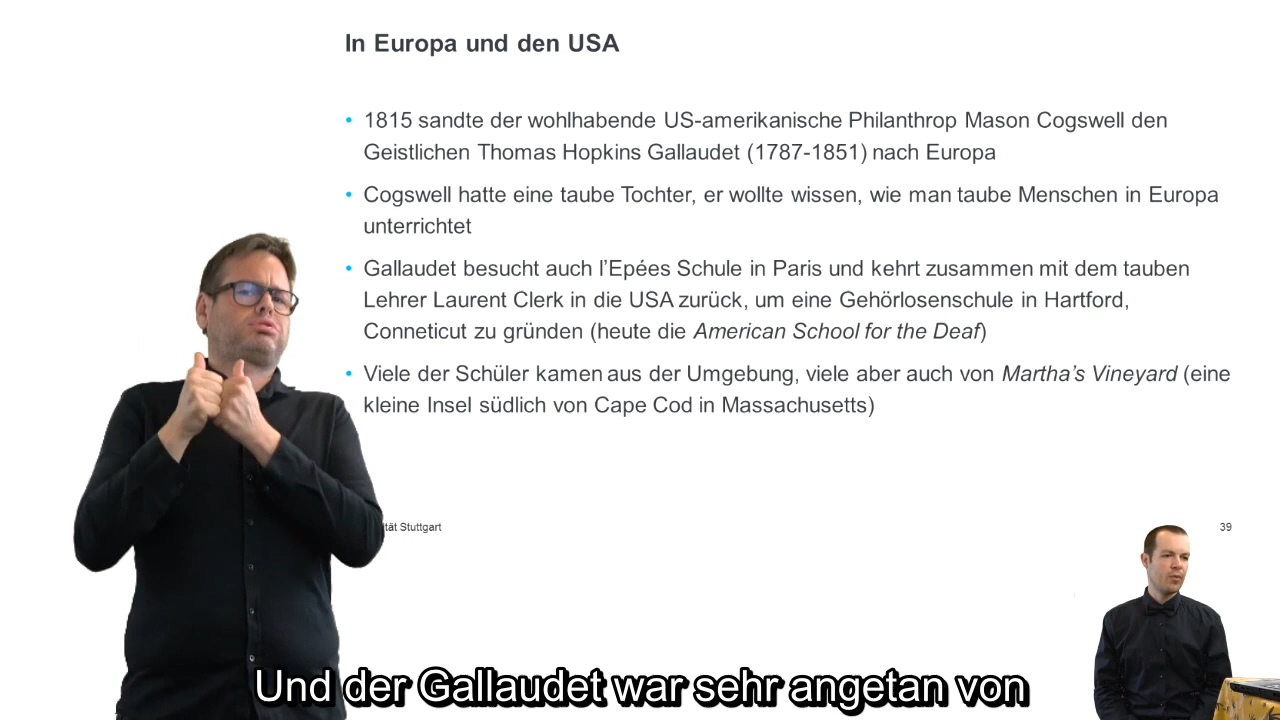 In Europa und den USA
• 1815 sandte der wohlhabende US-amerikanische Philanthrop Mason Cogswell den
Geistlichen Thomas Hopkins Gallaudet (1787-1851) nach Europa
• Cogswell hatte eine taube Tochter, er wollte wissen, wie man taube Menschen in Europa
unterrichtet
• Gallaudet besucht auch l’Epées Schule in Paris und kehrt zusammen mit dem tauben
Lehrer Laurent Clerk in die USA zurück, um eine Gehörlosenschule in Hartford,
Conneticut zu gründen (heute die American School for the Deaf)
• Viele der Schüler kamen aus der Umgebung, viele aber auch von Martha’s Vineyard (eine
kleine Insel südlich von Cape Cod in Massachusetts)
tät Stuttgart
39
Und der Gallaudet war sehr angetan von